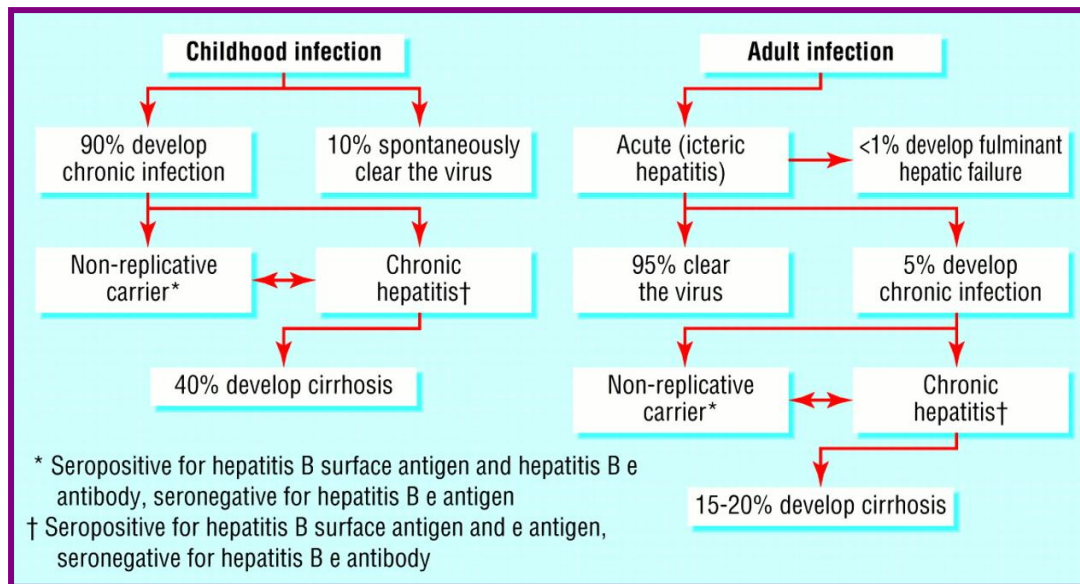 Childhood infection
90% develop
chronic infection
10% spontaneously
clear the virus
Non-replicative
carrier*
Chronic
hepatitis†
40% develop cirrhosis
Adult infection
Acute (icteric
hepatitis)
<1% develop fulminant
hepatic failure
95% clear
the virus
5% develop
chronic infection
Non-replicative
carrier*
Chronic
hepatitis†
15-20% develop cirrhosis
* Seropositive for hepatitis B surface antigen and hepatitis B e
antibody, seronegative for hepatitis B e antigen
† Seropositive for hepatitis B surface antigen and e antigen,
seronegative for hepatitis B e antibody